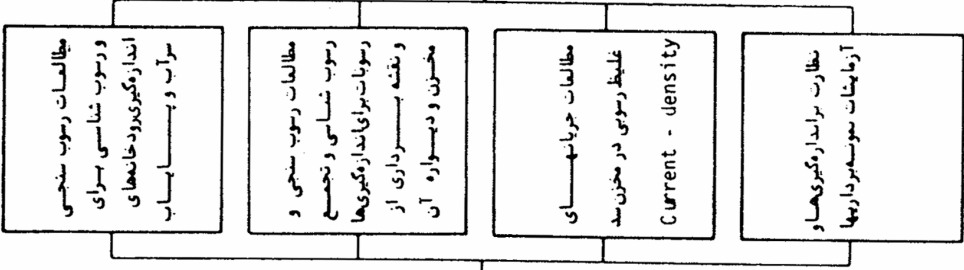 مطالعات رسوب سنجی
و رسوب شناسی برای
اندازه‌گیری رودخانه‌های
سرآب و پایاب
مطالعات رسوب سنجی و
رسوب شناسی و تجمع
رسوبات برای اندازه‌گیری‌ها
و نقشه برداری از
مخزن و دیواره آن
مطالعات جریانهای
غلیظ رسوبی در مخزن سد
Current - density
نظارت بر اندازه‌گیری‌ها و
آزمایشات نمونه‌برداریها